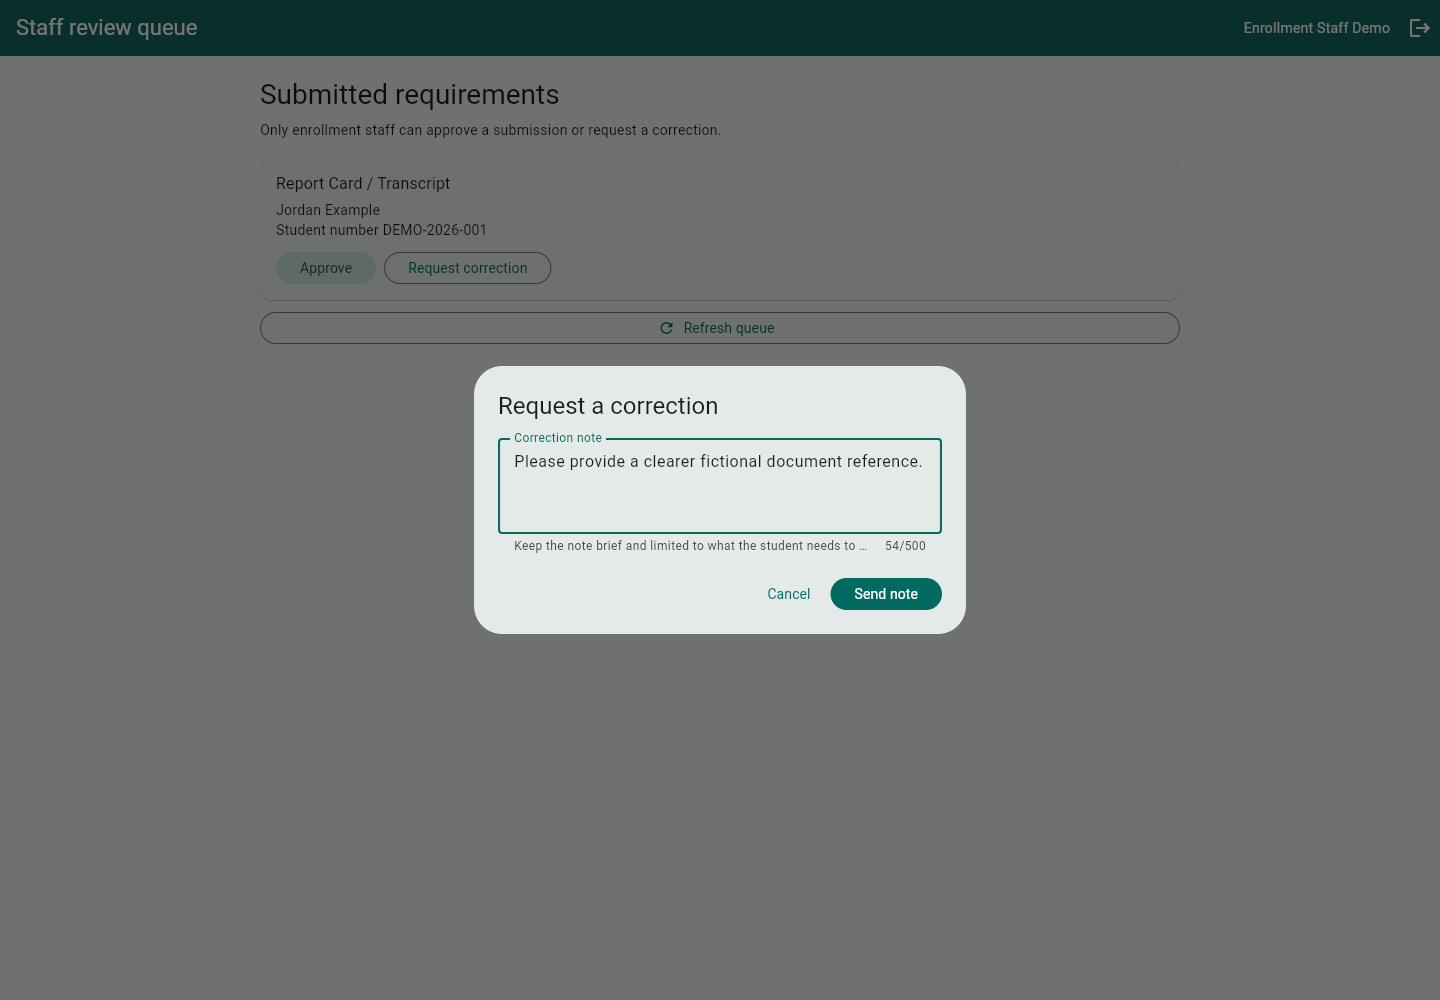 Staff review queue
Enrollment Staff Demo
Submitted requirements
Only enrollment staff can approve a submission or request a correction.
Report Card / Transcript
Jordan Example
Student number DEMO-2026-001
Approve
Request correction
Refresh queue
Request a correction
Correction note
Please provide a clearer fictional document reference.
Keep the note brief and limited to what the student needs to …
54/500
Cancel
Send note